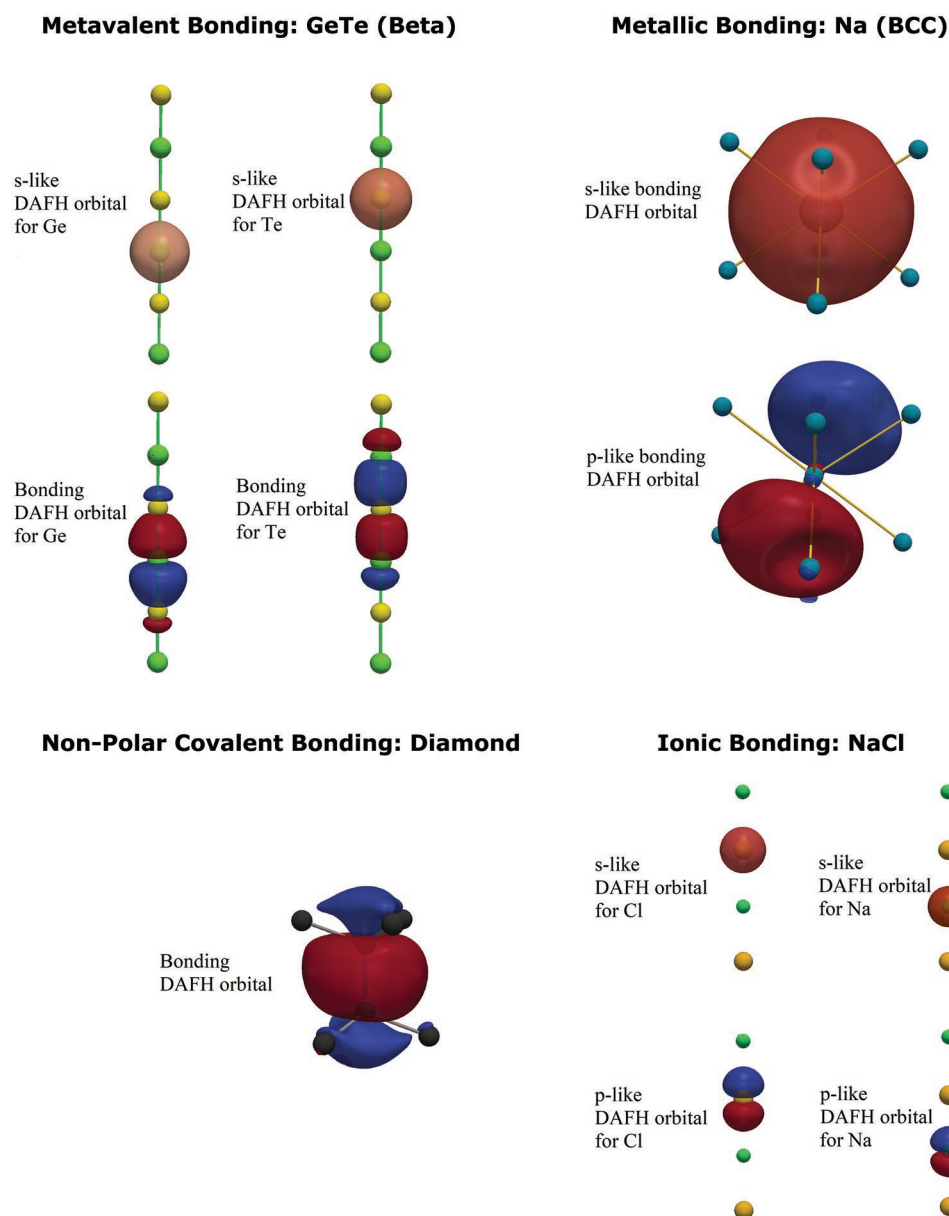 Metavalent Bonding: GeTe (Beta)
s-like
DAFH orbital
for Ge
s-like
DAFH orbital
for Te
Bonding
DAFH orbital
for Ge
Bonding
DAFH orbital
for Te
Metallic Bonding: Na (BCC)
s-like bonding
DAFH orbital
p-like bonding
DAFH orbital
Non-Polar Covalent Bonding: Diamond
Bonding
DAFH orbital
Ionic Bonding: NaCl
s-like
DAFH orbital
for Cl
s-like
DAFH orbital
for Na
p-like
DAFH orbital
for Cl
p-like
DAFH orbital
for Na